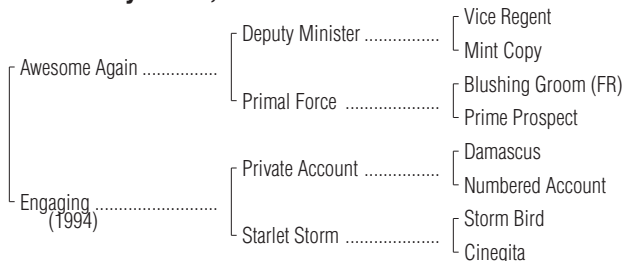 Vice Regent
Deputy Minister ................
Mint Copy
Awesome Again ................
Blushing Groom (FR)
Primal Force ....................
Prime Prospect
Damascus
Private Account ................
Numbered Account
Engaging ..........................
(1994)
Storm Bird
Starlet Storm ....................
Cinegita